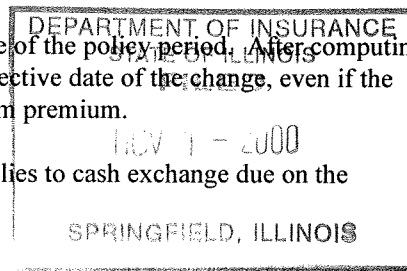 DEPARTMENT OF INSURANCE
e of the policy period. After computin
STATE OF ILLINOIS
ective date of the change, even if the
FILED
m premium.
NOV 1 – 2000
lies to cash exchange due on the
SPRINGFIELD, ILLINOIS